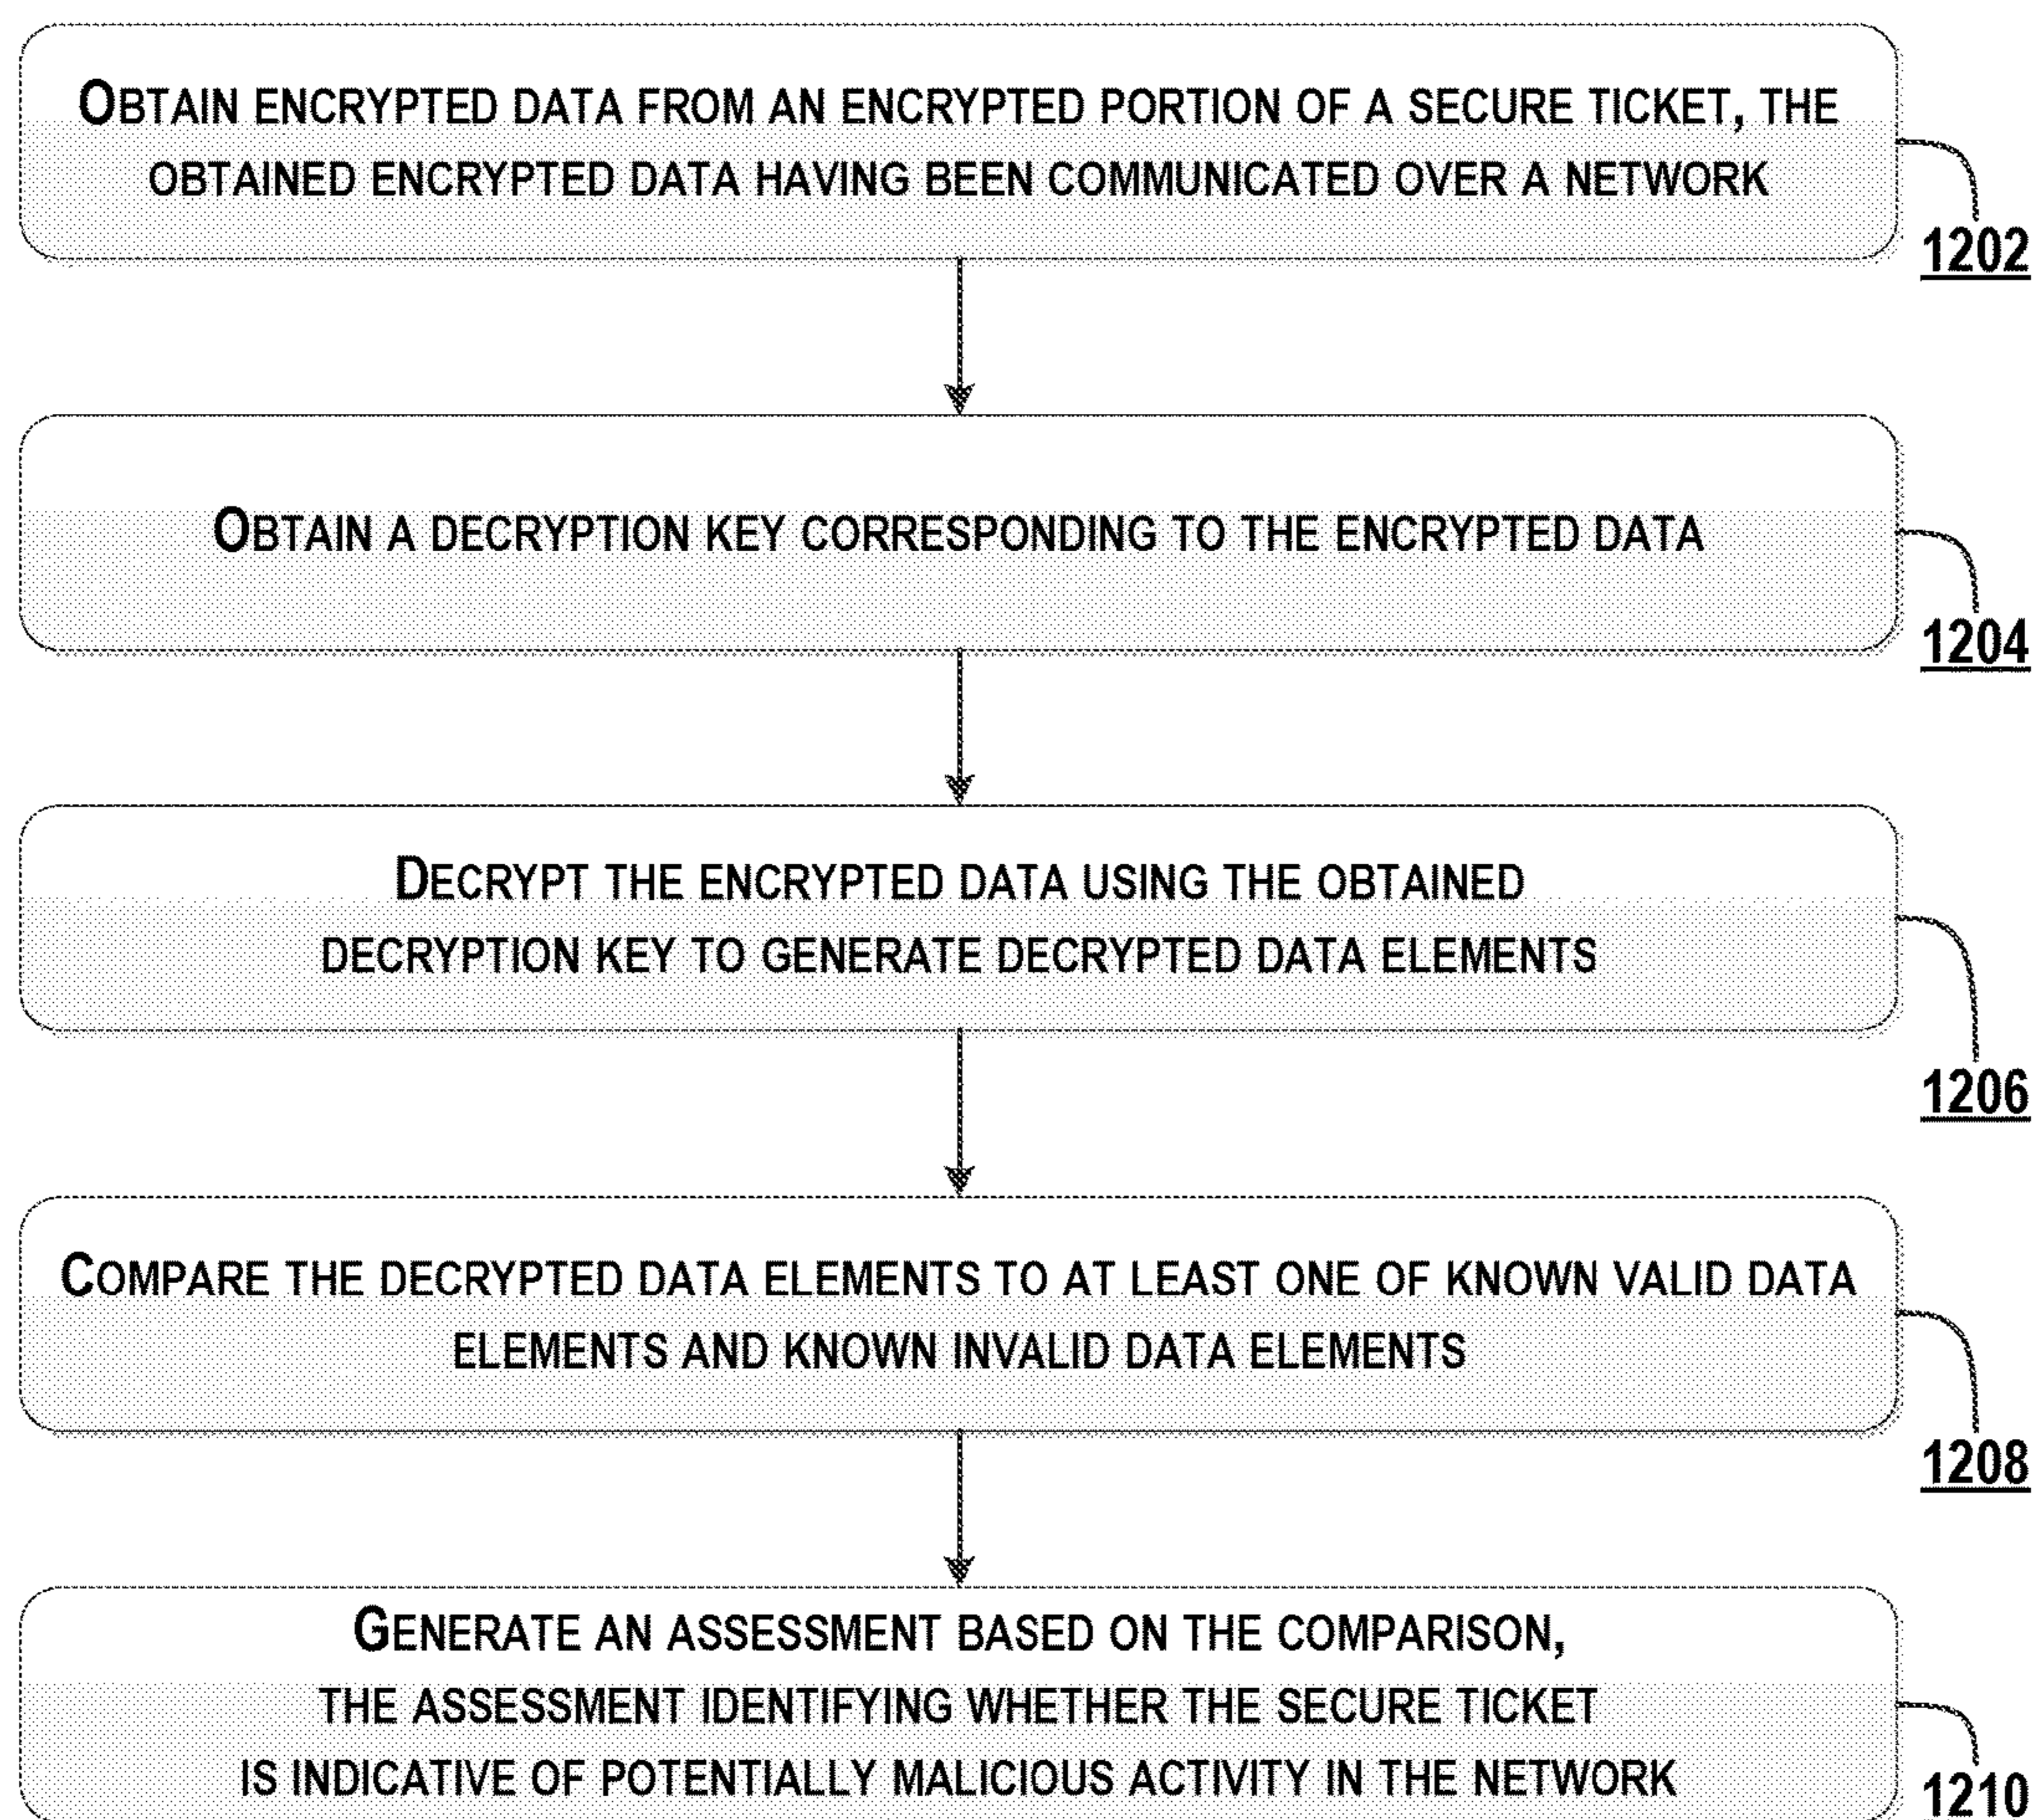 OBTAIN ENCRYPTED DATA FROM AN ENCRYPTED PORTION OF A SECURE TICKET, THE
OBTAINED ENCRYPTED DATA HAVING BEEN COMMUNICATED OVER A NETWORK
1202
OBTAIN A DECRYPTION KEY CORRESPONDING TO THE ENCRYPTED DATA
1204
DECRYPT THE ENCRYPTED DATA USING THE OBTAINED
DECRYPTION KEY TO GENERATE DECRYPTED DATA ELEMENTS
1206
COMPARE THE DECRYPTED DATA ELEMENTS TO AT LEAST ONE OF KNOWN VALID DATA
ELEMENTS AND KNOWN INVALID DATA ELEMENTS
1208
GENERATE AN ASSESSMENT BASED ON THE COMPARISON,
THE ASSESSMENT IDENTIFYING WHETHER THE SECURE TICKET
IS INDICATIVE OF POTENTIALLY MALICIOUS ACTIVITY IN THE NETWORK
1210